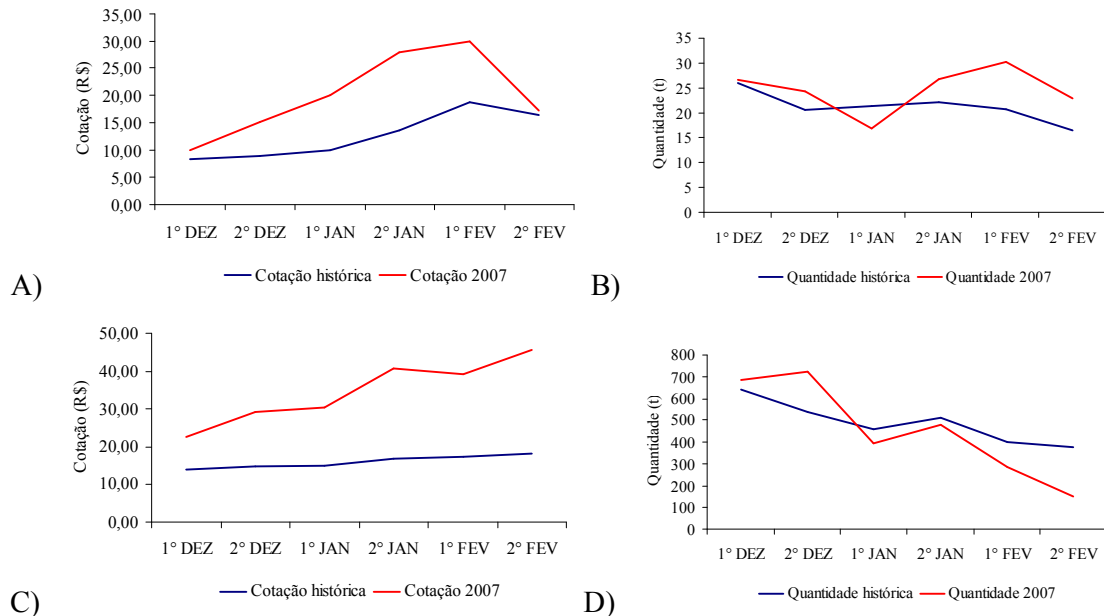 35,00
30,00
25,00
20,00
15,00
10,00
5,00
0,00
Cotação (R$)
1° DEZ 2° DEZ 1° JAN 2° JAN 1° FEV 2° FEV
Cotação histórica Cotação 2007
A)
35
30
25
20
15
10
5
0
Quantidade (t)
1° DEZ 2° DEZ 1° JAN 2° JAN 1° FEV 2° FEV
Quantidade histórica Quantidade 2007
B)
50,00
40,00
30,00
20,00
10,00
0,00
Cotação (R$)
1° DEZ 2° DEZ 1° JAN 2° JAN 1° FEV 2° FEV
Cotação histórica Cotação 2007
C)
800
700
600
500
400
300
200
100
0
Quantidade (t)
1° DEZ 2° DEZ 1° JAN 2° JAN 1° FEV 2° FEV
Quantidade histórica Quantidade 2007
D)